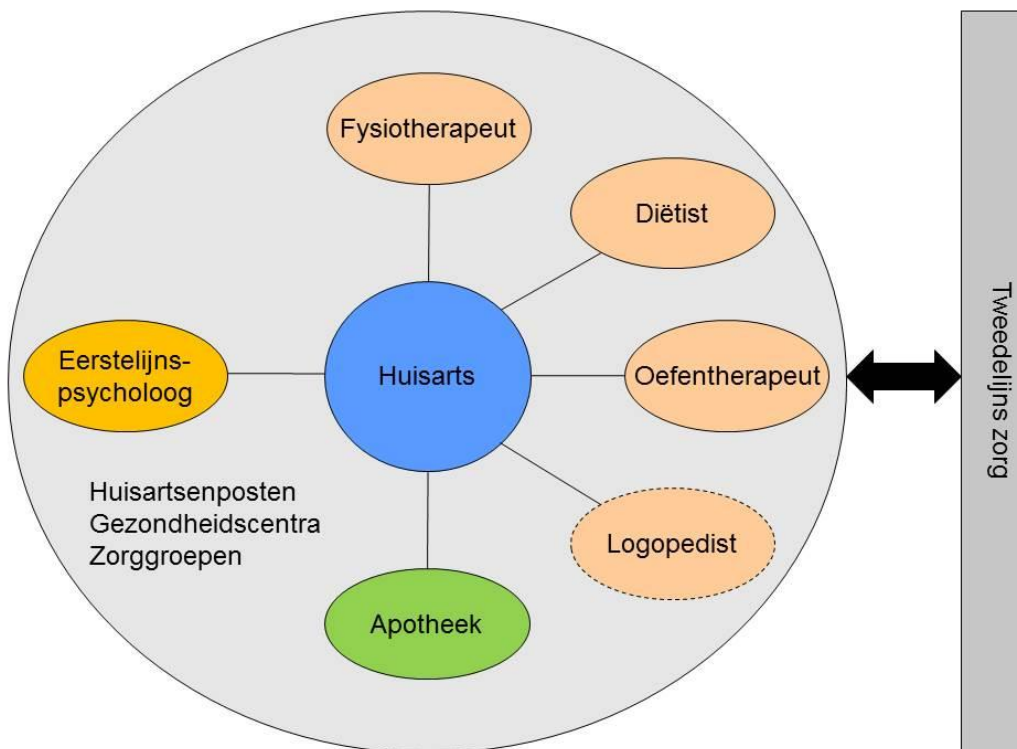 Fysiotherapeut
Diëtist
Eerstelijns-
psycholoog
Huisarts
Oefentherapeut
Tweedelijns zorg
Huisartsenposten
Gezondheidscentra
Zorggroepen
Logopedist
Apotheek